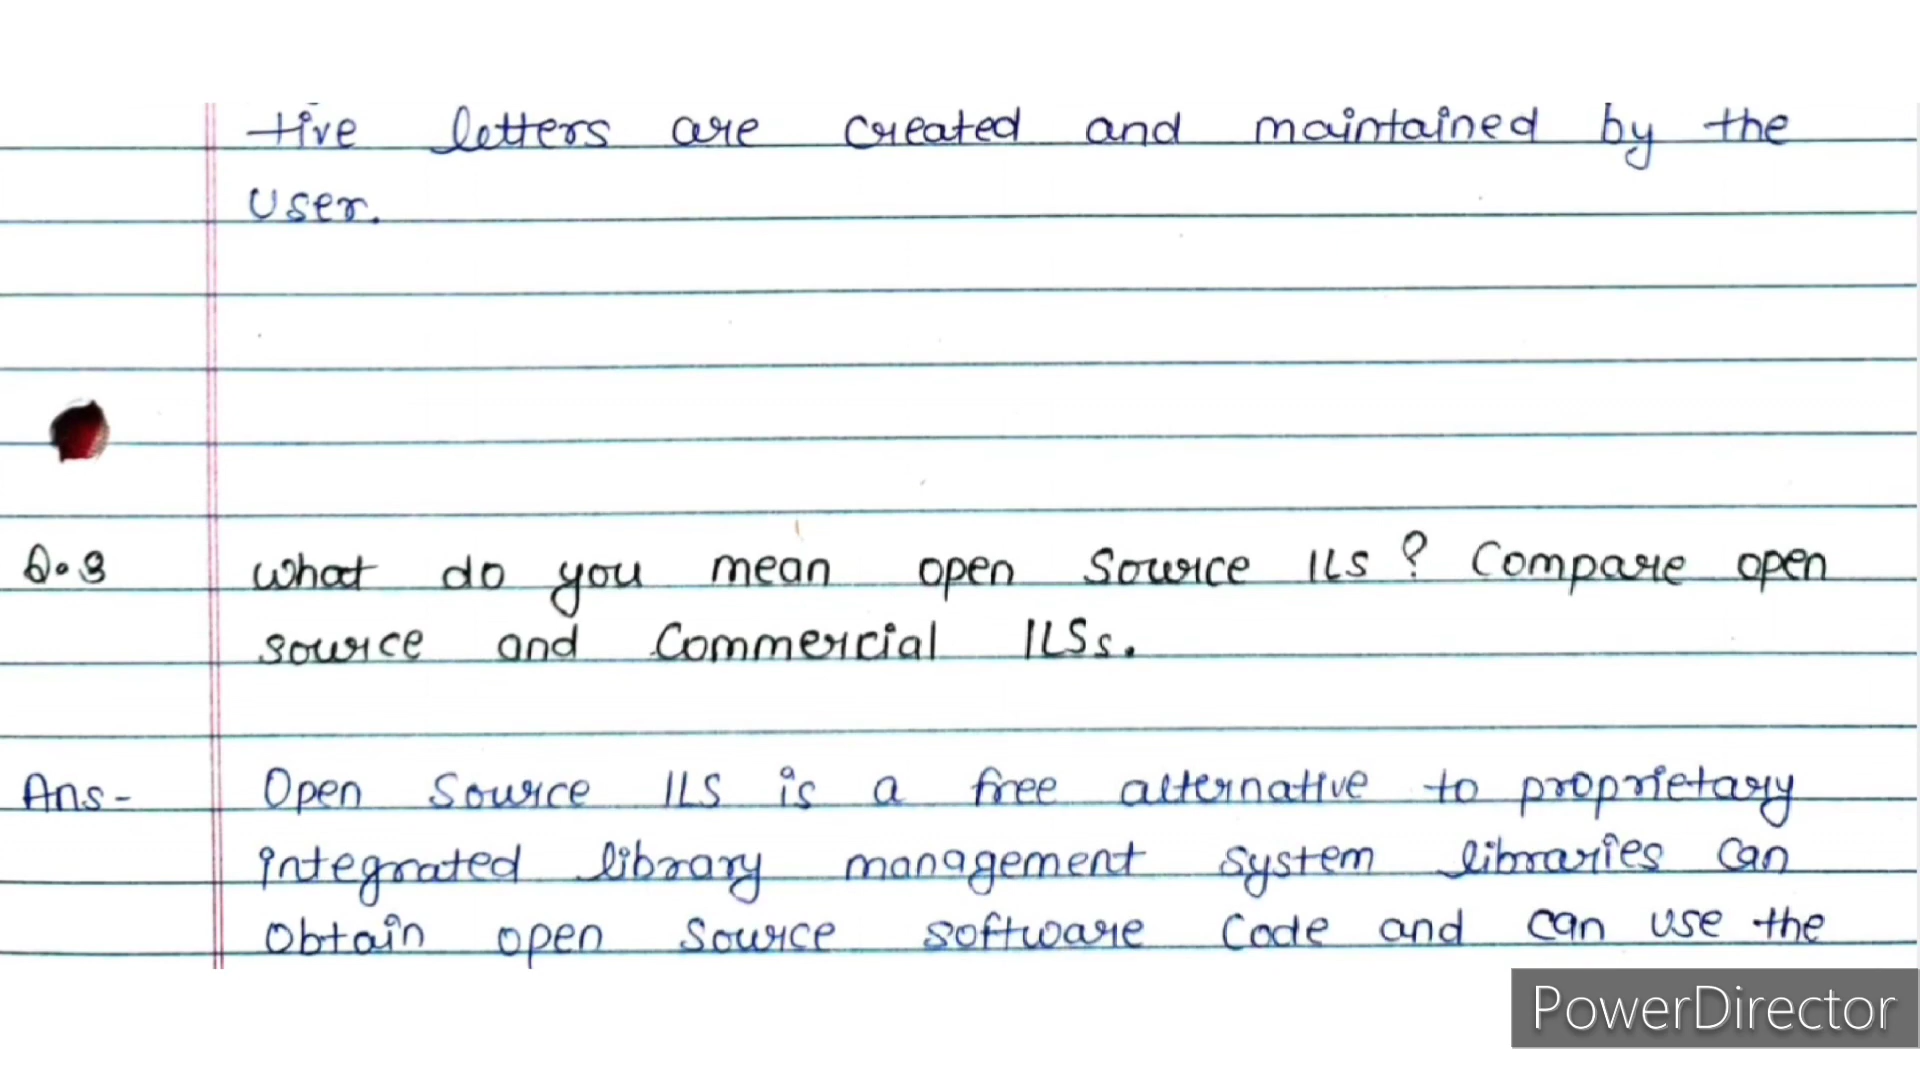 tive letters are created and maintained by the
user.
Q.3 What do you mean open source ILS? Compare open
source and Commercial ILSs.
Ans- Open Source ILS is a free alternative to proprietary
integrated library management system libraries can
obtain open source software code and can use the
PowerDirector